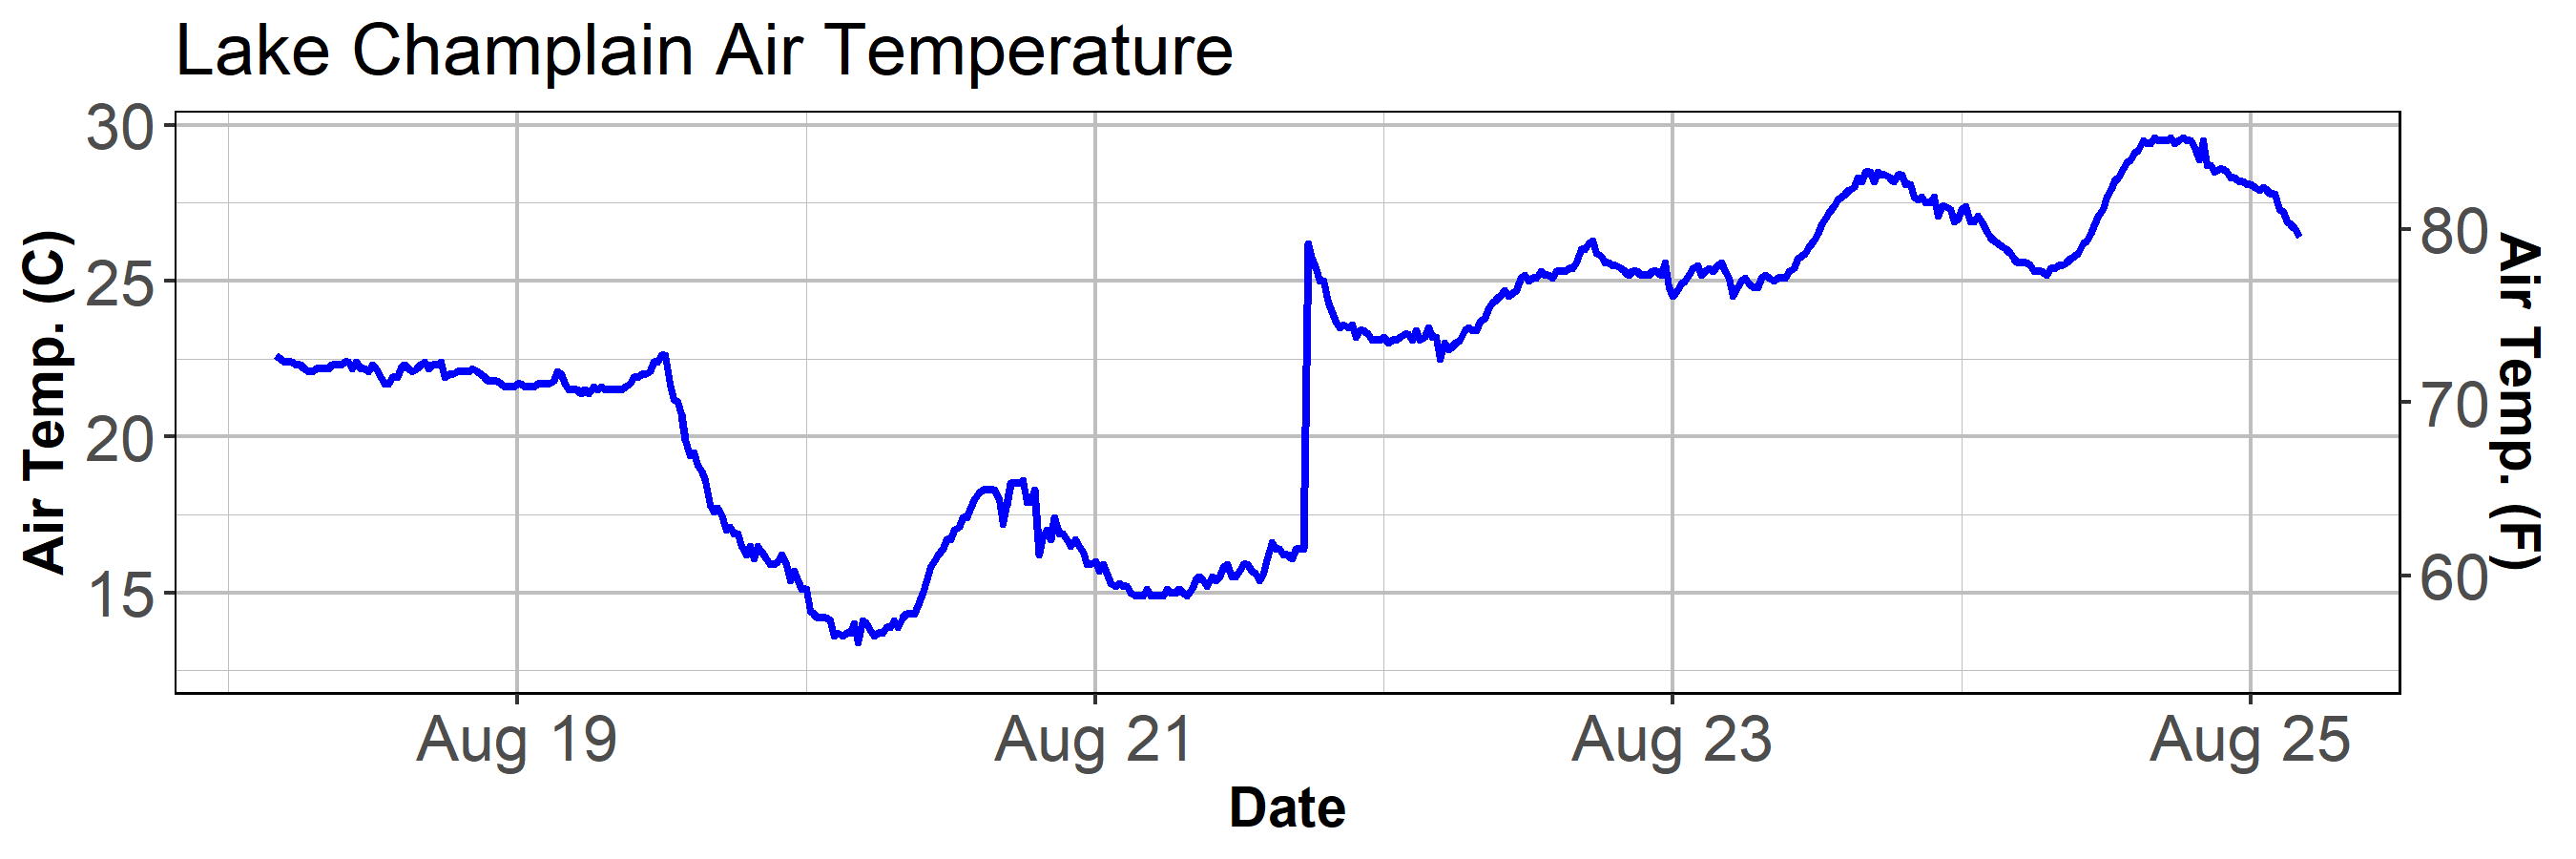 Lake Champlain Air Temperature
Air Temp. (C)
30
25
20
15
80
70
60
Air Temp. (F)
Aug 19 Aug 21 Aug 23 Aug 25
Date